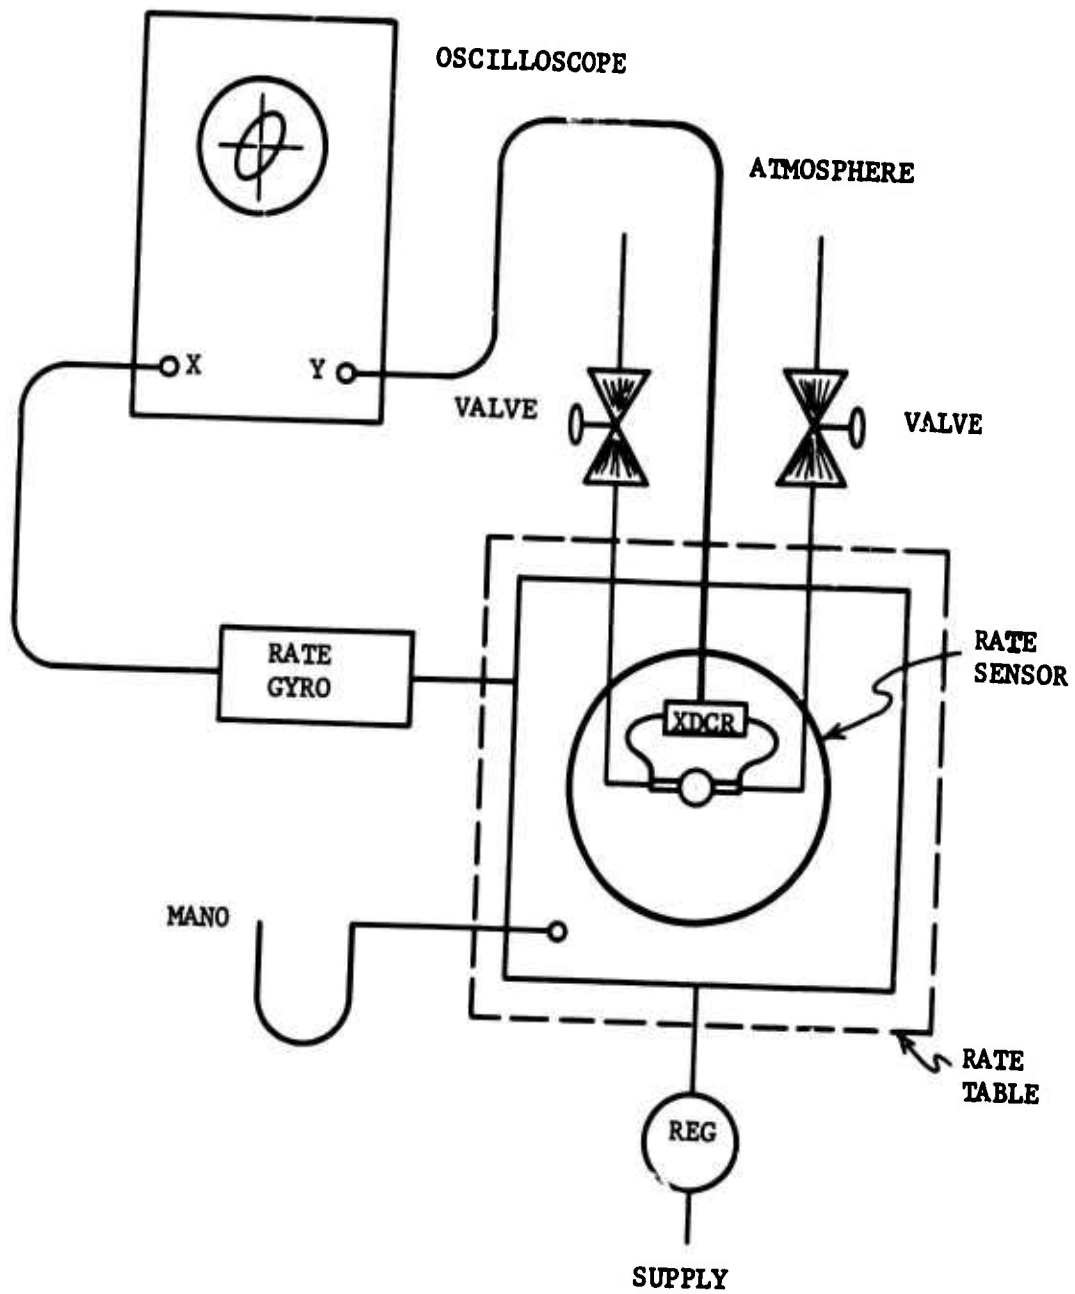 OSCILLOSCOPE
ATMOSPHERE
X
Y
VALVE
VALVE
RATE
GYRO
RATE
SENSOR
XDCR
MANO
RATE
TABLE
REG
SUPPLY